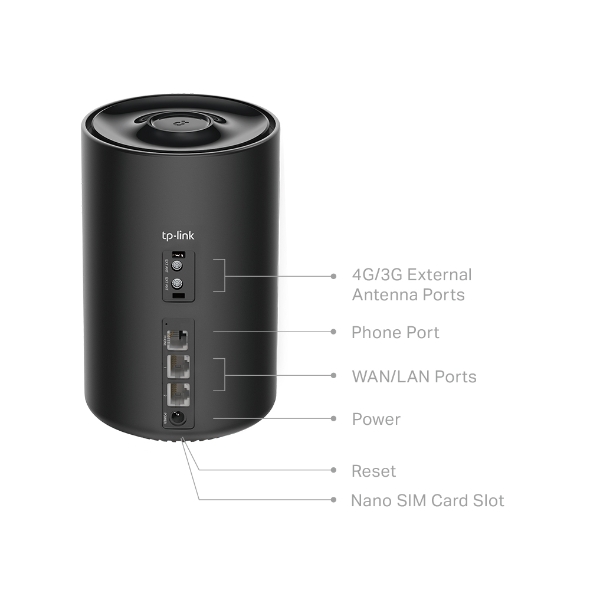 tp-link
4G/3G External
Antenna Ports
Phone Port
WAN/LAN Ports
Power
Reset
Nano SIM Card Slot